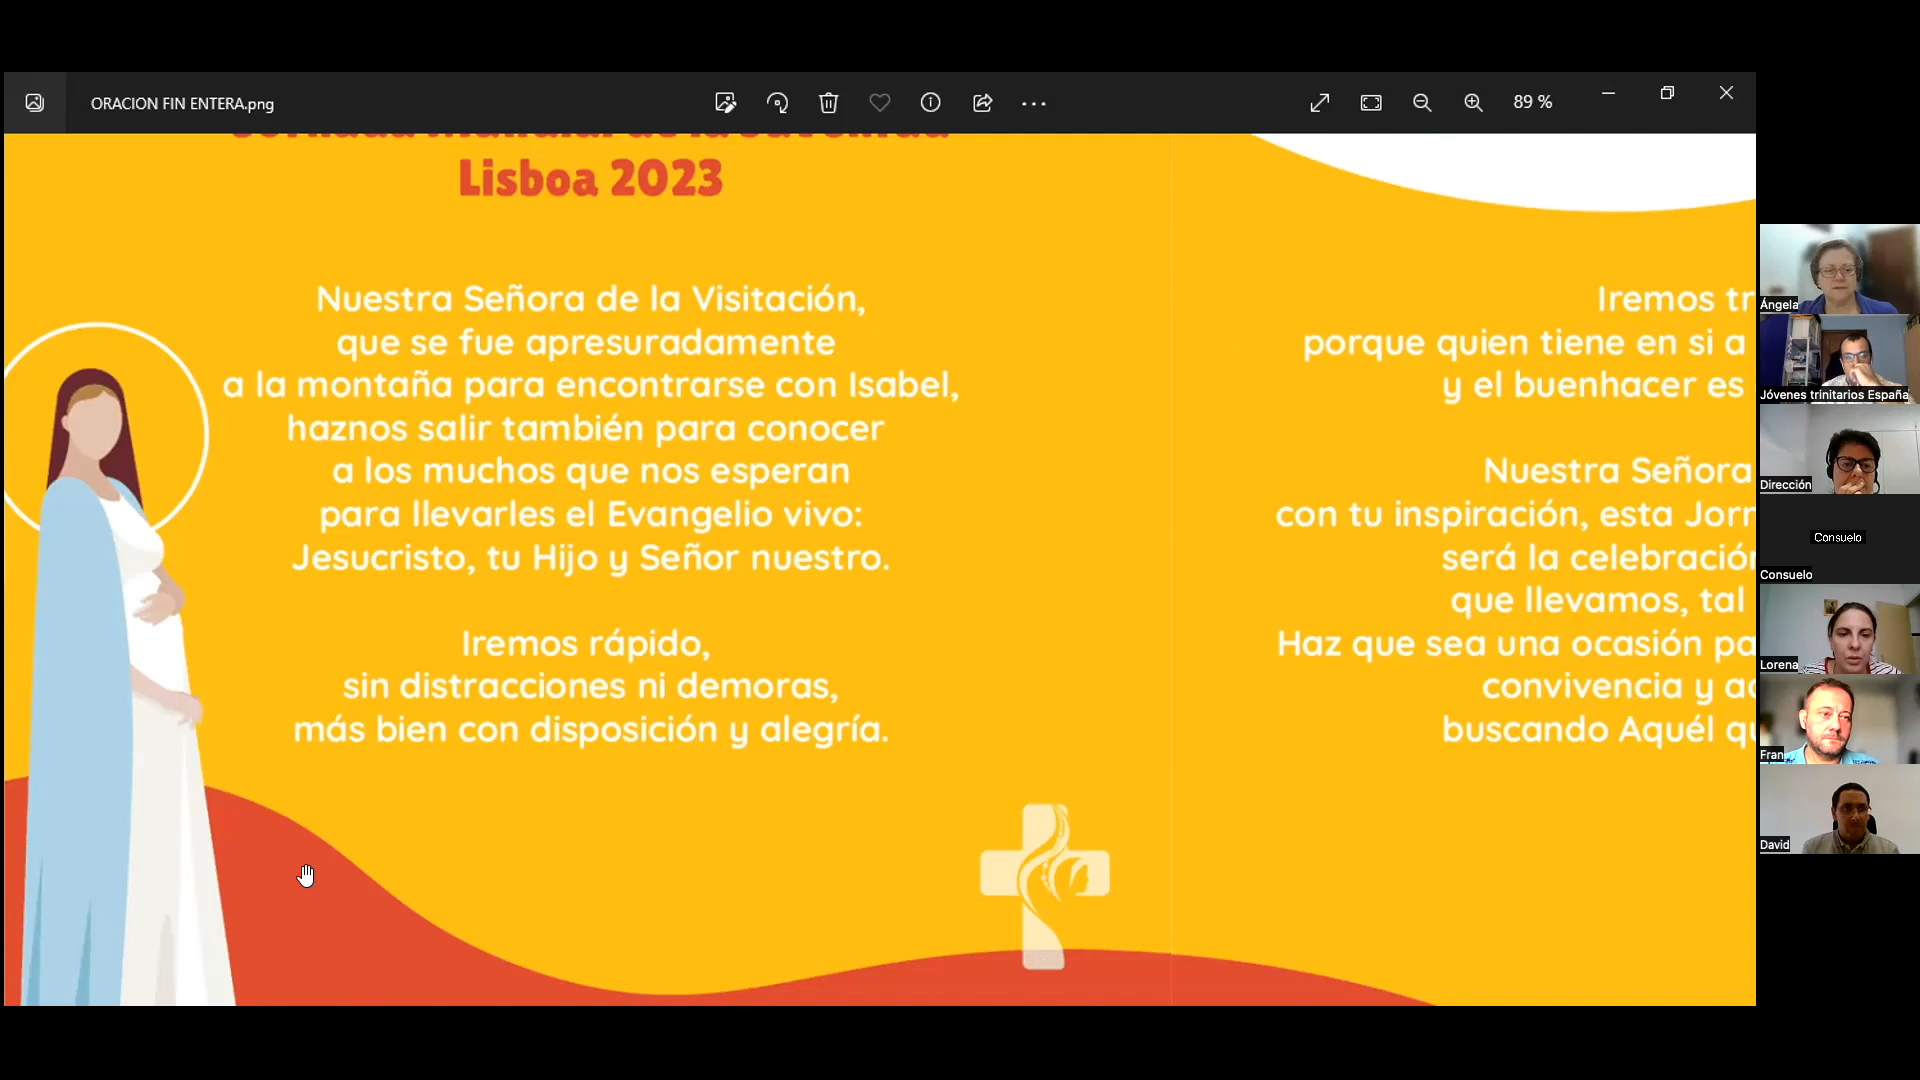 ORACION FIN ENTERA.png
89 %
Lisboa 2023
Nuestra Señora de la Visitación,
que se fue apresuradamente
a la montaña para encontrarse con Isabel,
haznos salir también para conocer
a los muchos que nos esperan
para llevarles el Evangelio vivo:
Jesucristo, tu Hijo y Señor nuestro.
Iremos rápido,
sin distracciones ni demoras,
más bien con disposición y alegría.
Iremos
porque quien tiene en si a
y el buenhacer es
Nuestra Señora
con tu inspiración, esta
será la celebración
que llevamos, tal
Haz que sea una ocasión
convivencia y
buscando Aquél
Ángela
Jóvenes trinitarios España
Dirección
Consuelo
Consuelo
Lorena
Fran
David